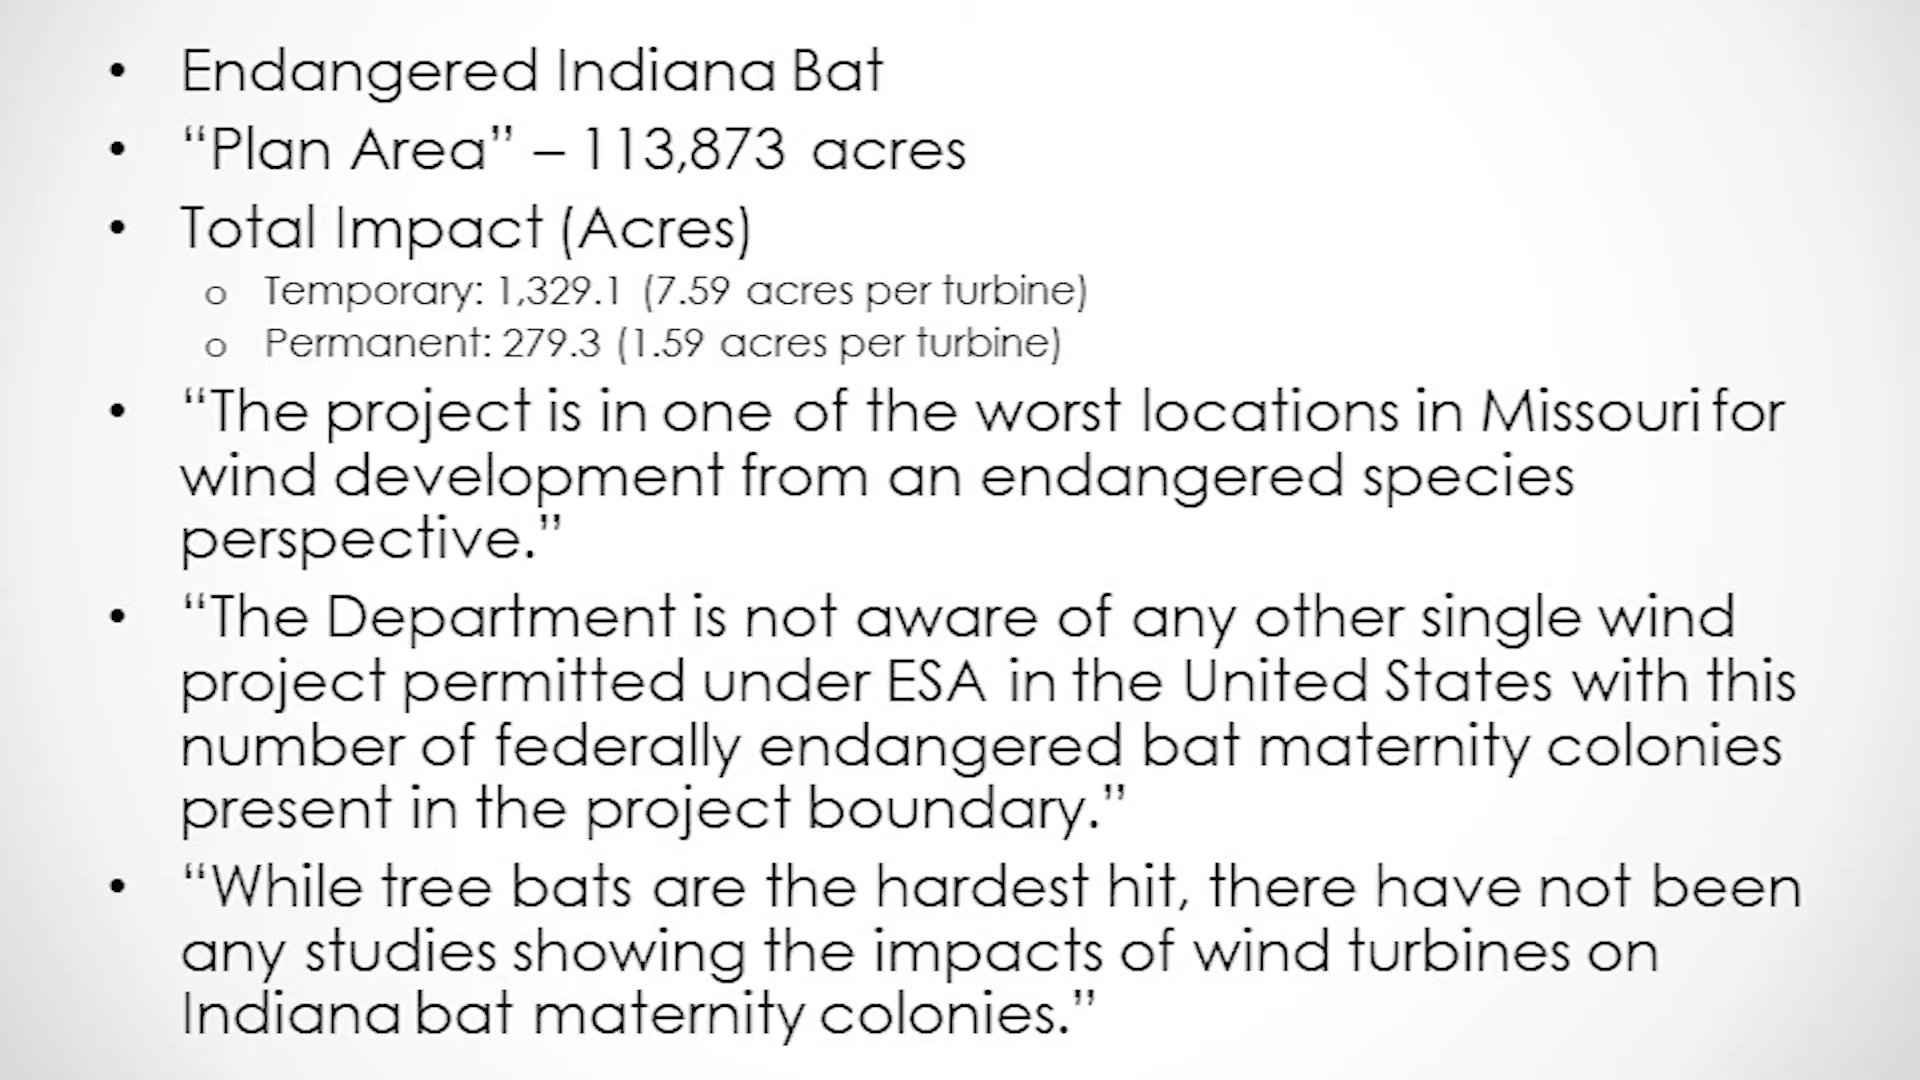 • Endangered Indiana Bat
• “Plan Area” – 113,873 acres
• Total Impact (Acres)
o Temporary: 1,329.1 (7.59 acres per turbine)
o Permanent: 279.3 (1.59 acres per turbine)
• “The project is in one of the worst locations in Missouri for
wind development from an endangered species
perspective.”
• “The Department is not aware of any other single wind
project permitted under ESA in the United States with this
number of federally endangered bat maternity colonies
present in the project boundary.”
• “While tree bats are the hardest hit, there have not been
any studies showing the impacts of wind turbines on
Indiana bat maternity colonies.”